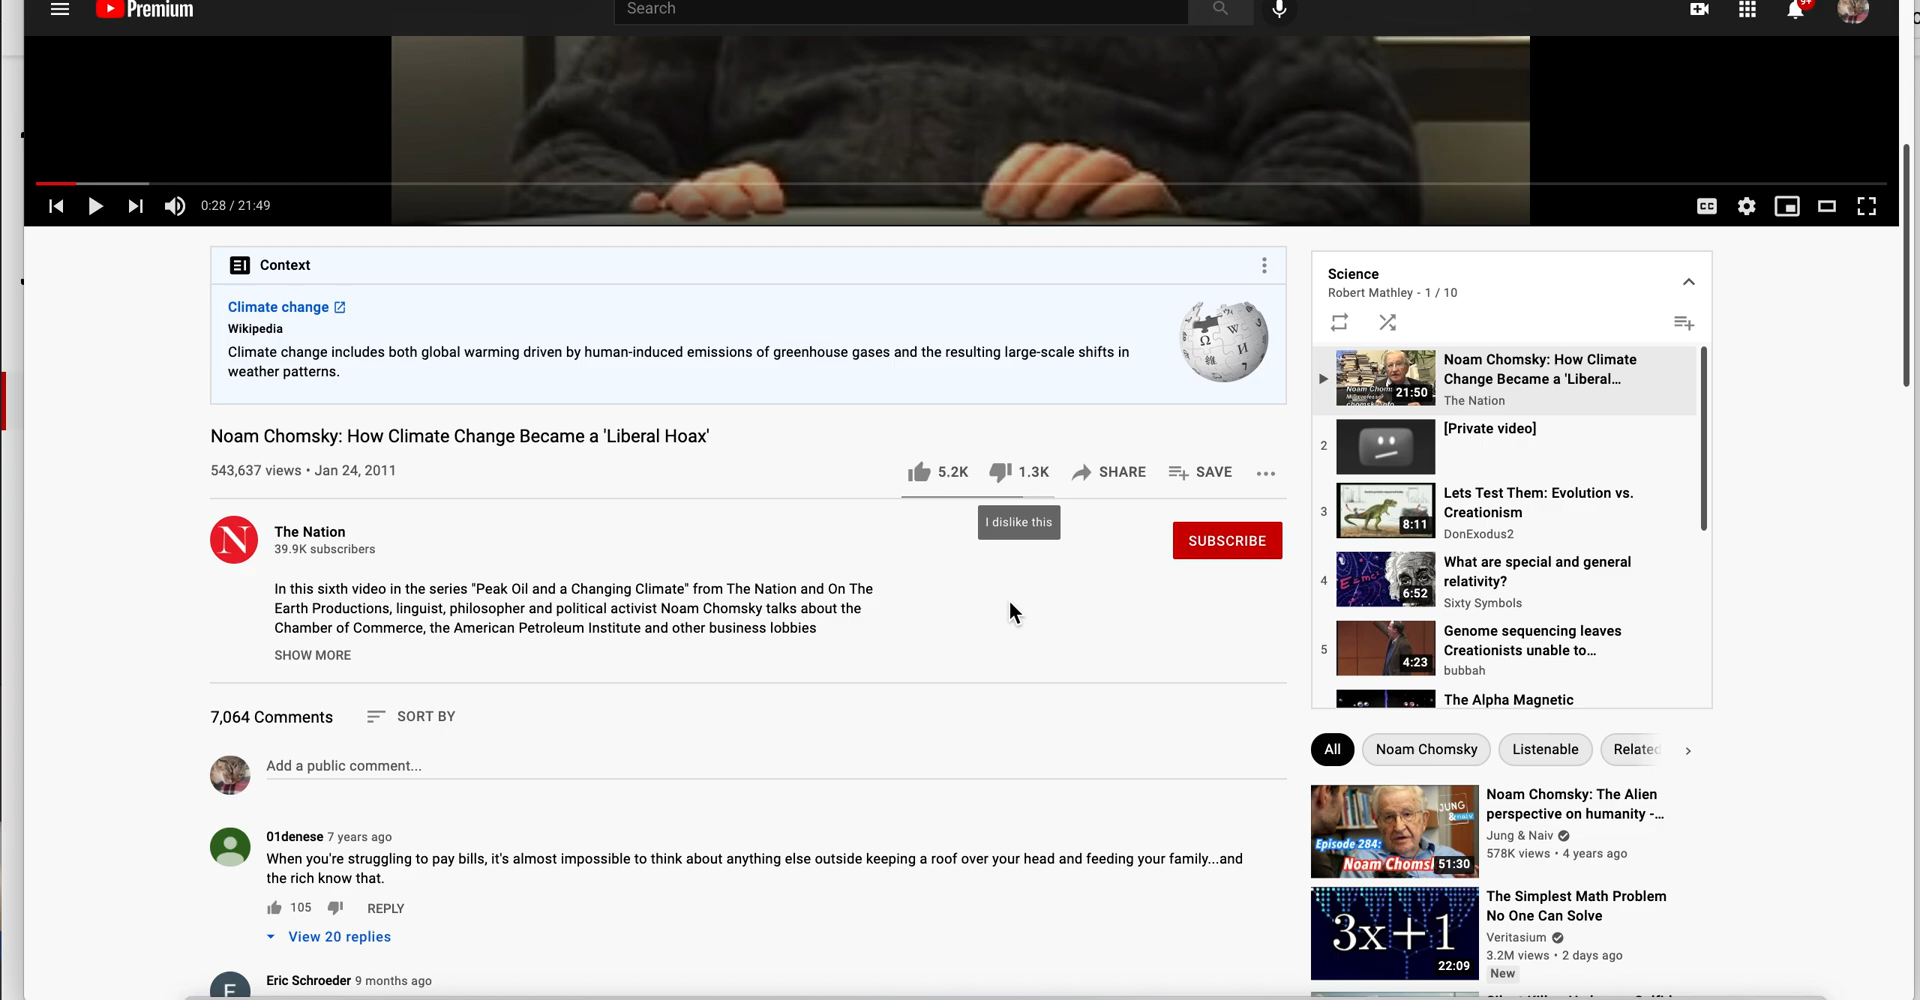 Premium
Search
9+
0:28 / 21:49
CC
Context
Climate change
Wikipedia
Climate change includes both global warming driven by human-induced emissions of greenhouse gases and the resulting large-scale shifts in
weather patterns.
Noam Chomsky: How Climate Change Became a 'Liberal Hoax'
543,637 views • Jan 24, 2011
5.2K
1.3K
SHARE
SAVE
I dislike this
N
The Nation
39.9K subscribers
SUBSCRIBE
In this sixth video in the series "Peak Oil and a Changing Climate" from The Nation and On The
Earth Productions, linguist, philosopher and political activist Noam Chomsky talks about the
Chamber of Commerce, the American Petroleum Institute and other business lobbies
SHOW MORE
7,064 Comments
SORT BY
Add a public comment...
01denese 7 years ago
When you're struggling to pay bills, it's almost impossible to think about anything else outside keeping a roof over your head and feeding your family...and
the rich know that.
105
REPLY
View 20 replies
Eric Schroeder 9 months ago
Science
Robert Mathley - 1 / 10
21:50
Noam Chomsky: How Climate
Change Became a 'Liberal...
The Nation
2
[Private video]
3
8:11
Lets Test Them: Evolution vs.
Creationism
DonExodus2
4
6:52
What are special and general
relativity?
Sixty Symbols
5
4:23
Genome sequencing leaves
Creationists unable to...
bubbah
The Alpha Magnetic
All
Noam Chomsky
Listenable
Related
JUNG
& naiv
Episode 284:
51:30
Noam Chomsky: The Alien
perspective on humanity -...
Jung & Naiv
578K views • 4 years ago
3x+1
22:09
The Simplest Math Problem
No One Can Solve
Veritasium
3.2M views • 2 days ago
New